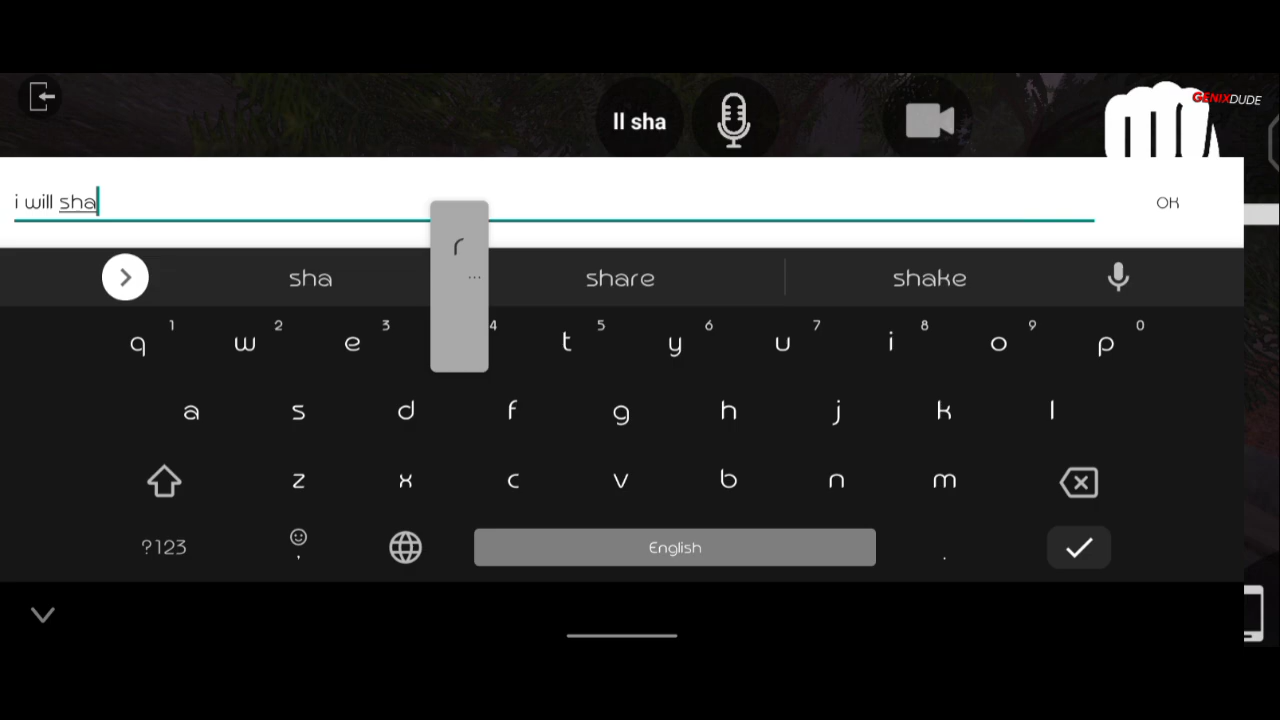 ll sha
GENIXDUDE
i will sha
OK
r
...
sha share shake
1 2 3 4 5 6 7 8 9 0
q w e t y u i o p
a s d f g h j k l
z x c v b n m
?123 , English .